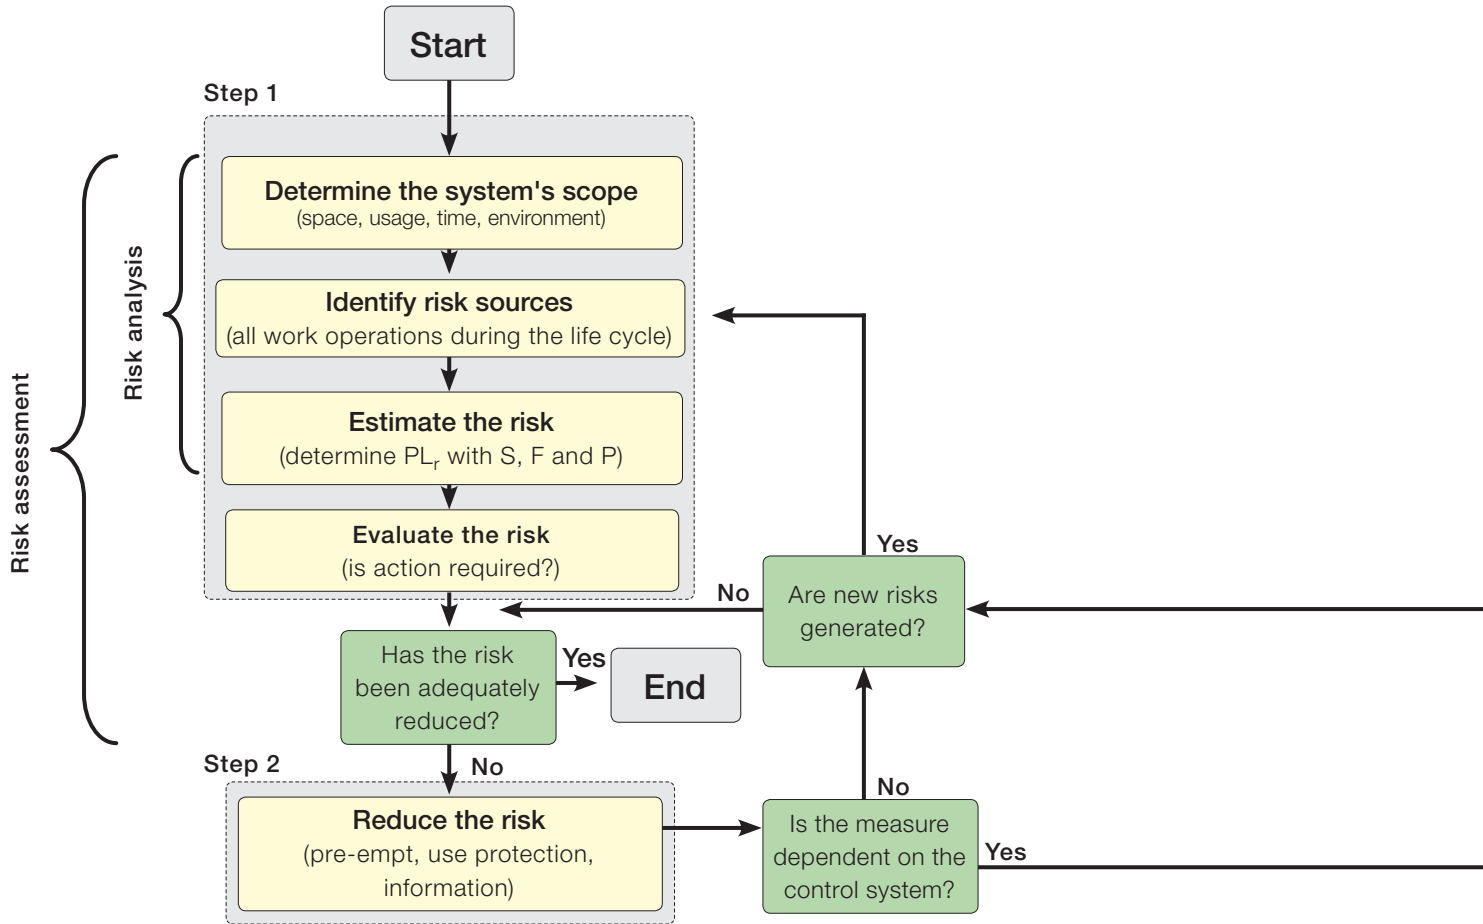 Start
Step 1
Determine the system's scope
(space, usage, time, environment)
Identify risk sources
(all work operations during the life cycle)
Estimate the risk
(determine PLr with S, F and P)
Evaluate the risk
(is action required?)
Risk analysis
Risk assessment
Yes
Are new risks
generated?
No
Has the risk
been adequately
reduced?
Yes
End
No
Step 2
Reduce the risk
(pre-empt, use protection,
information)
No
Is the measure
dependent on the
control system?
Yes